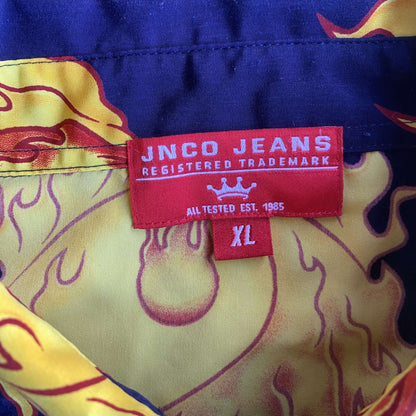 JNCO JEANS
REGISTERED TRADEMARK
ALL TESTED EST. 1985
XL